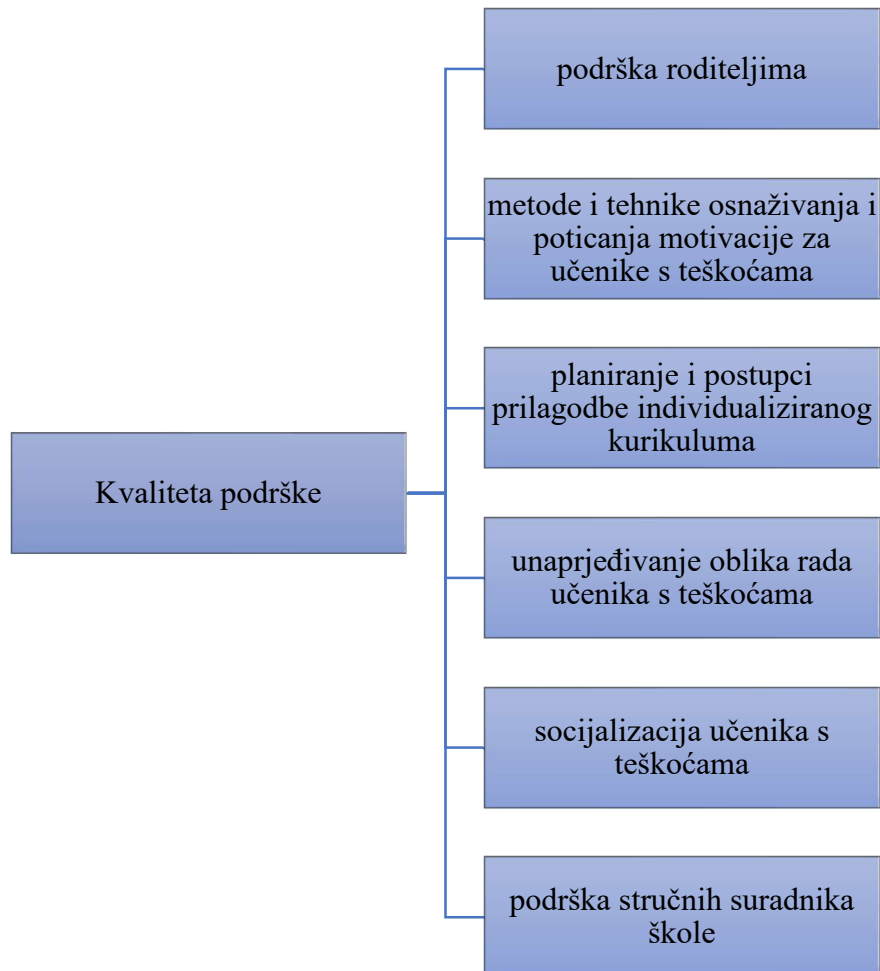 podrška roditeljima
metode i tehnike osnaživanja i
poticanja motivacije za
učenike s teškoćama
planiranje i postupci
prilagodbe individualiziranog
kurikuluma
Kvaliteta podrške
unaprjeđivanje oblika rada
učenika s teškoćama
socijalizacija učenika s
teškoćama
podrška stručnih suradnika
škole